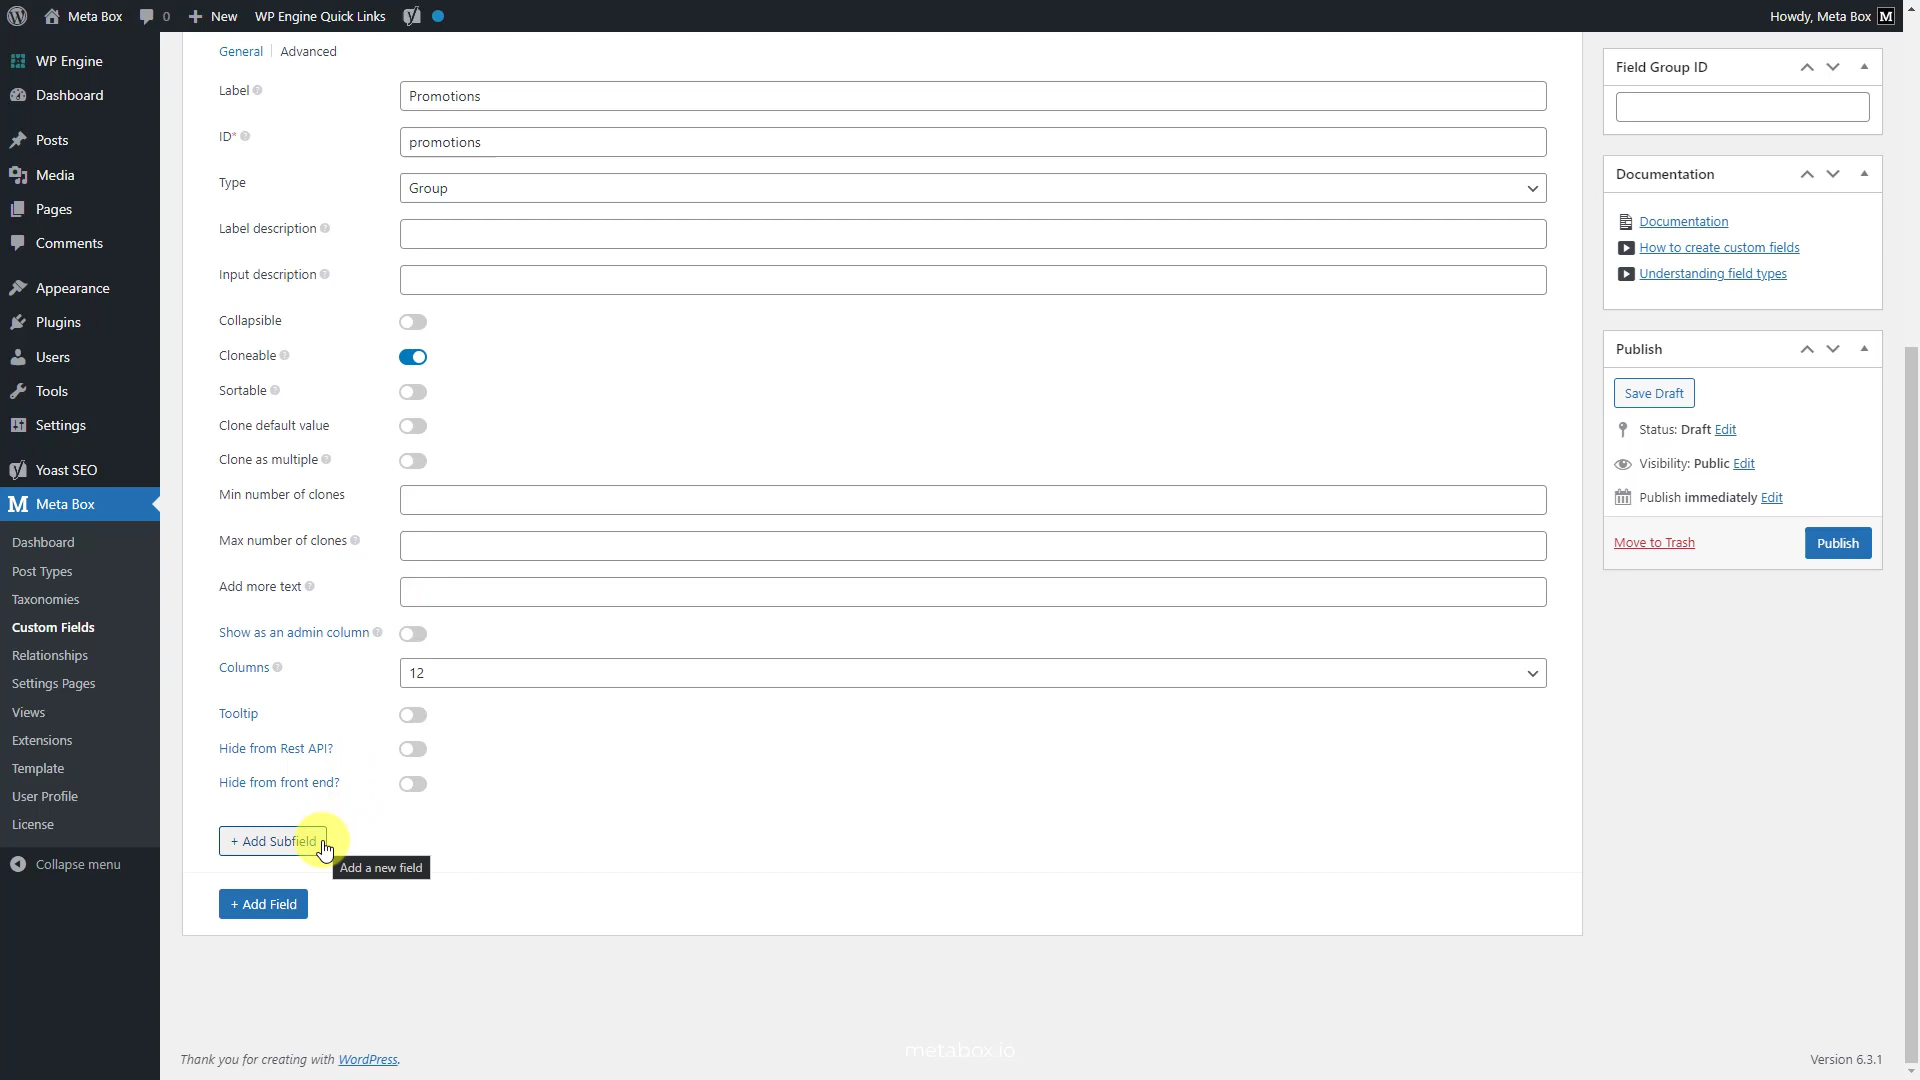 Meta Box
0
New
WP Engine Quick Links
Howdy, Meta Box M
WP Engine
Dashboard
Posts
Media
Pages
Comments
Appearance
Plugins
Users
Tools
Settings
Yoast SEO
M Meta Box
Dashboard
Post Types
Taxonomies
Custom Fields
Relationships
Settings Pages
Views
Extensions
Template
User Profile
License
Collapse menu
General | Advanced
Label
Promotions
ID*
promotions
Type
Group
Label description
Input description
Collapsible
Cloneable
Sortable
Clone default value
Clone as multiple
Min number of clones
Max number of clones
Add more text
Show as an admin column
Columns
12
Tooltip
Hide from Rest API?
Hide from front end?
+ Add Subfield
Add a new field
+ Add Field
Field Group ID
Documentation
Documentation
How to create custom fields
Understanding field types
Publish
Save Draft
Status: Draft Edit
Visibility: Public Edit
Publish immediately Edit
Move to Trash
Publish
Thank you for creating with WordPress.
metabox.io
Version 6.3.1